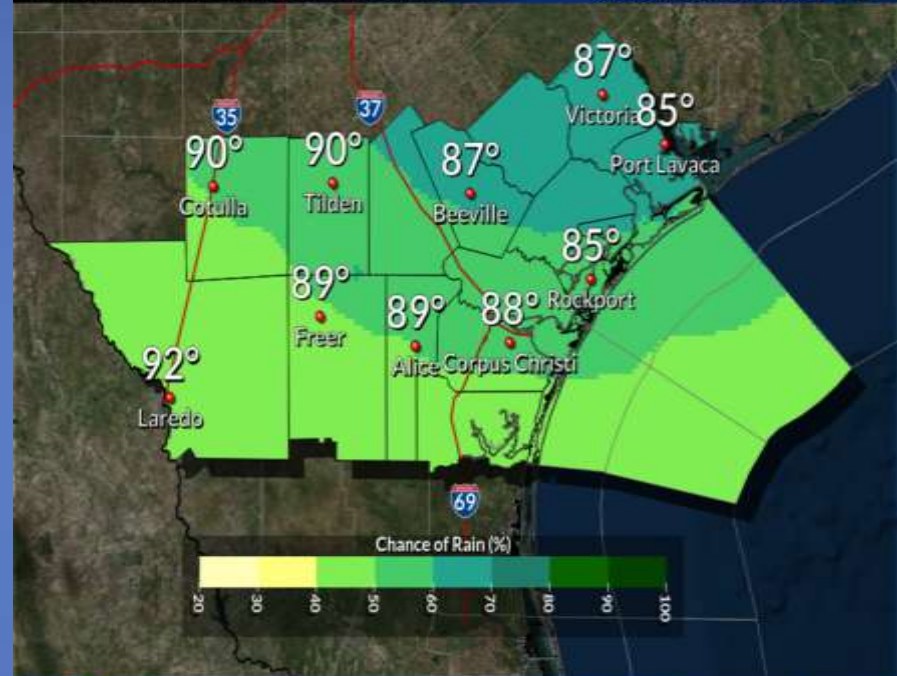 87°
Victoria
85°
Port Lavaca
35
37
90°
Cotulla
90°
Tilden
87°
Beeville
85°
Rockport
89°
Freer
89°
Alice
88°
Corpus Christi
92°
Laredo
69
Chance of Rain (%)
20 30 40 50 60 70 80 90 100